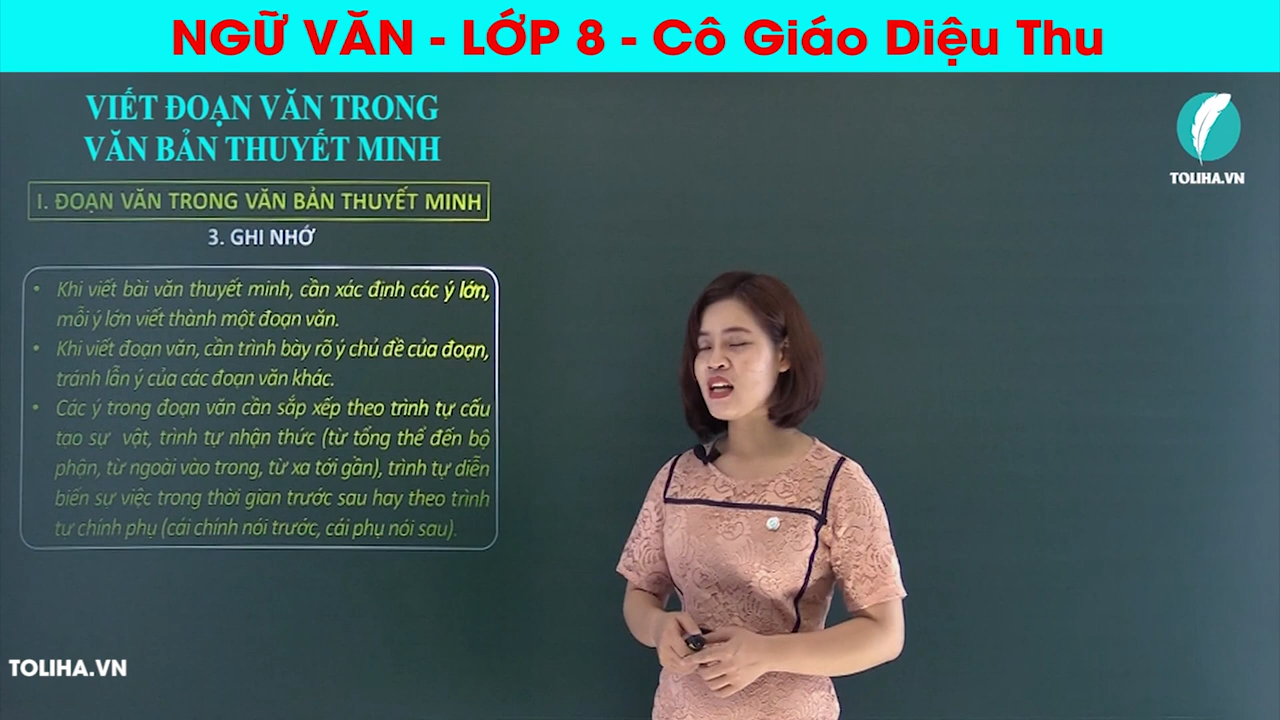 NGỮ VĂN - LỚP 8 - Cô Giáo Diệu Thu
VIẾT ĐOẠN VĂN TRONG
VĂN BẢN THUYẾT MINH
I. ĐOẠN VĂN TRONG VĂN BẢN THUYẾT MINH
3. GHI NHỚ
• Khi viết bài văn thuyết minh, cần xác định các ý lớn,
mỗi ý lớn viết thành một đoạn văn.
• Khi viết đoạn văn, cần trình bày rõ ý chủ đề của đoạn,
tránh lẫn ý của các đoạn văn khác.
• Các ý trong đoạn văn cần sắp xếp theo trình tự cấu
tạo sự vật, trình tự nhận thức (từ tổng thể đến bộ
phận, từ ngoài vào trong, từ xa tới gần), trình tự diễn
biến sự việc trong thời gian trước sau hay theo trình
tự chính phụ (cái chính nói trước, cái phụ nói sau).
TOLIHA.VN
TOLIHA.VN